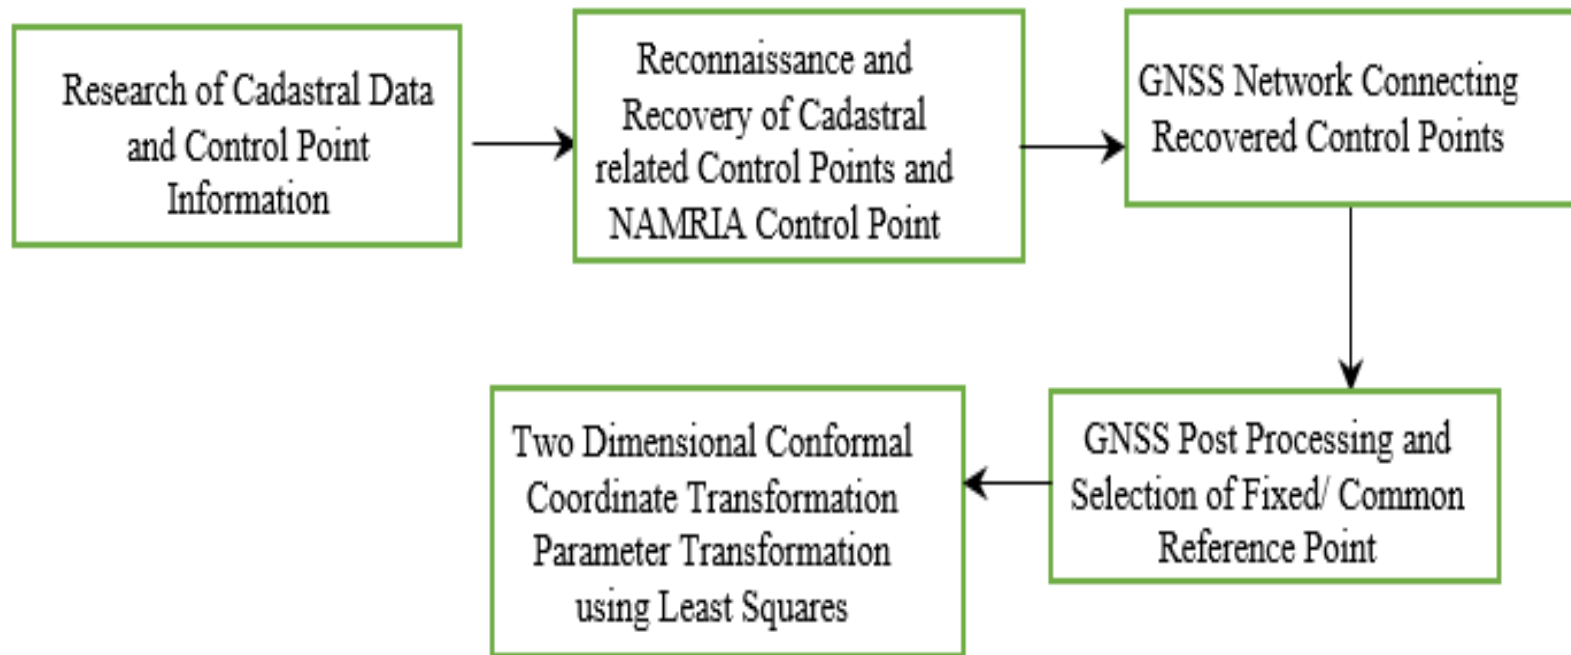 Research of Cadastral Data
and Control Point
Information
Reconnaissance and
Recovery of Cadastral
related Control Points and
NAMRIA Control Point
GNSS Network Connecting
Recovered Control Points
GNSS Post Processing and
Selection of Fixed/ Common
Reference Point
Two Dimensional Conformal
Coordinate Transformation
Parameter Transformation
using Least Squares